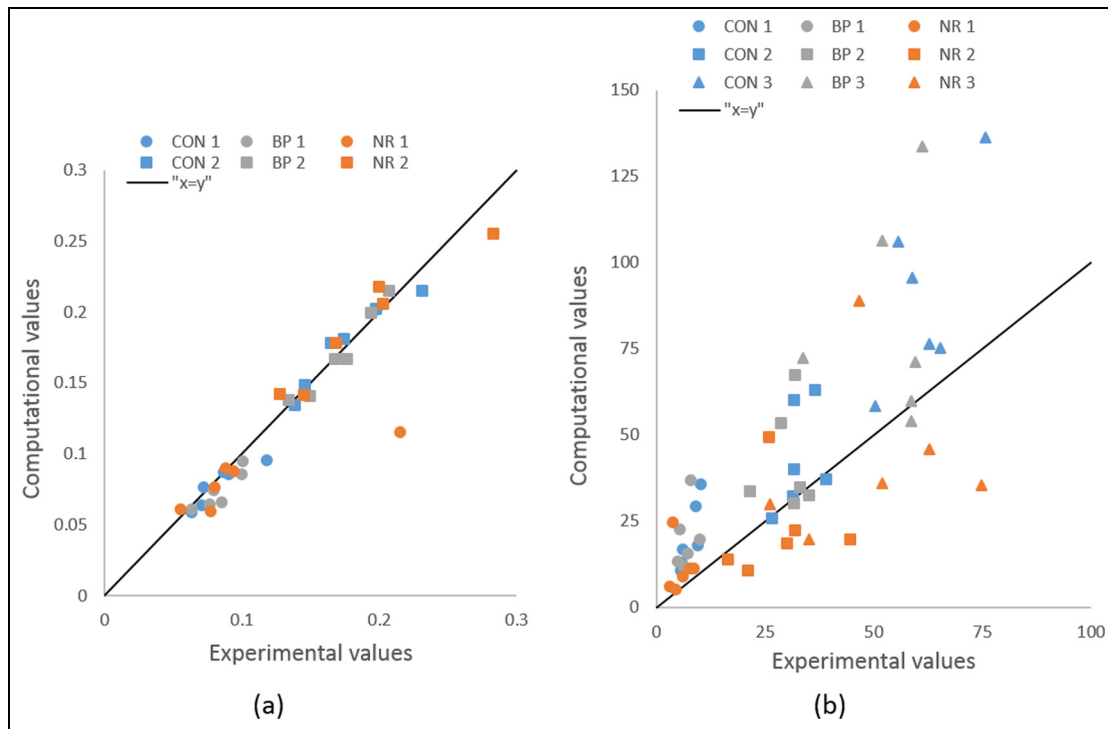 CON 1 BP 1 NR 1
CON 2 BP 2 NR 2
"x=y"
0.3
0.25
0.2
0.15
0.1
0.05
0
Computational values
0 0.1 0.2 0.3
Experimental values
(a)
CON 1 BP 1 NR 1
CON 2 BP 2 NR 2
CON 3 BP 3 NR 3
"x=y"
150
125
100
75
50
25
0
Computational values
0 25 50 75 100
Experimental values
(b)